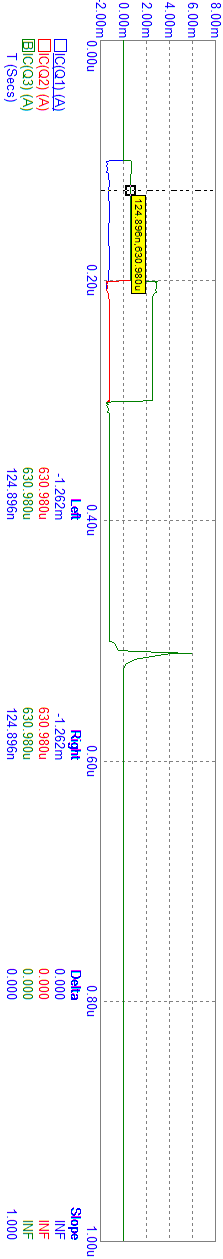 8.00m
6.00m
4.00m
2.00m
0.00m
-2.00m
124.896n,630.980u
0.00u 0.20u 0.40u 0.60u 0.80u 1.00u
Left Right Delta Slope
IC(Q1) (A) -1.262m -1.262m 0.000 INF
IC(Q2) (A) 630.980u 630.980u 0.000 INF
B IC(Q3) (A) 630.980u 630.980u 0.000 INF
T (Secs) 124.896n 124.896n 0.000 1.000